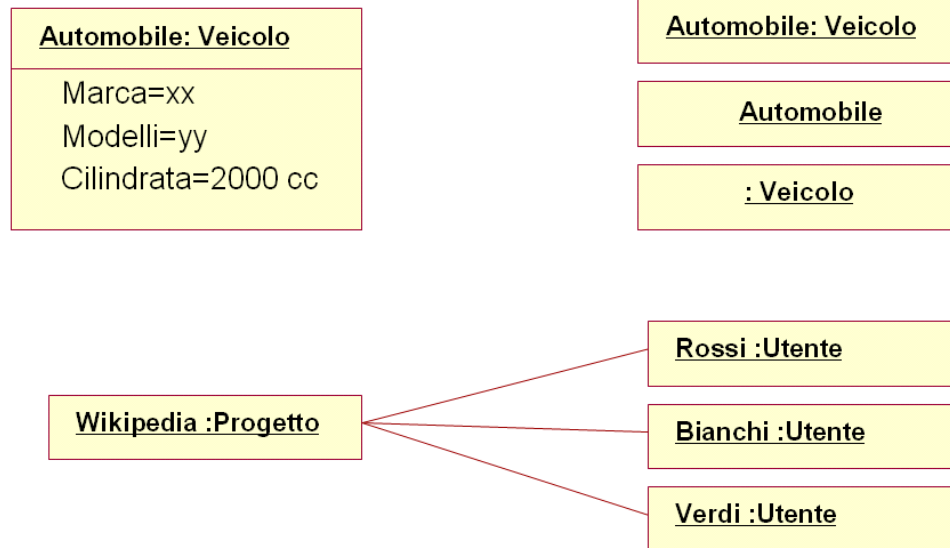 Automobile: Veicolo
Marca=xx
Modelli=yy
Cilindrata=2000 cc
Automobile: Veicolo
Automobile
: Veicolo
Wikipedia :Progetto
Rossi :Utente
Bianchi :Utente
Verdi :Utente